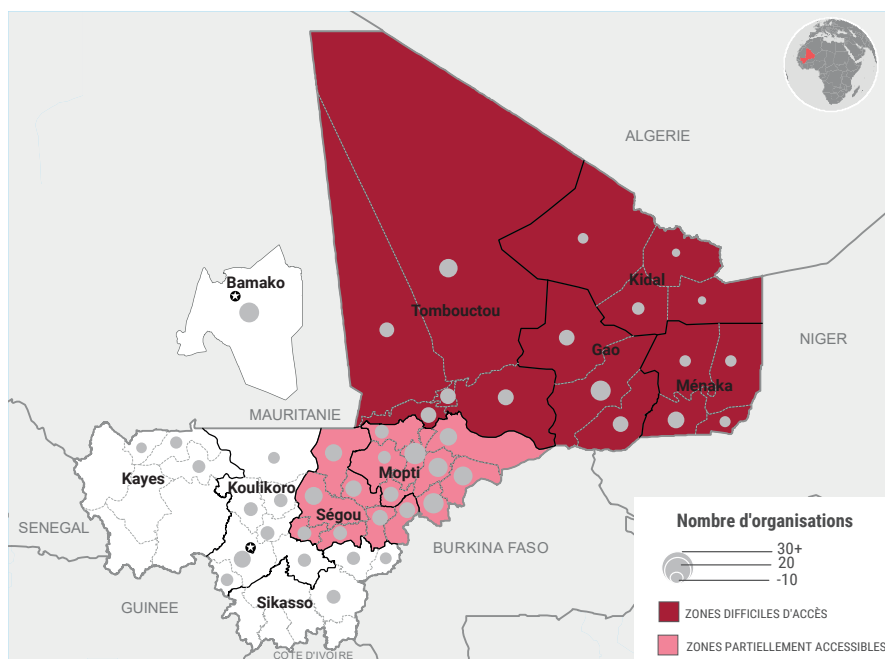 ALGERIE
Bamako
Kidal
Tombouctou
NIGER
Gao
Ménaka
MAURITANIE
Kayes
Mopti
Koulikoro
Ségou
SENEGAL
BURKINA FASO
GUINEE
Sikasso
COTE D'IVOIRE
Nombre d'organisations
30+
20
-10
ZONES DIFFICILES D'ACCÈS
ZONES PARTIELLEMENT ACCESSIBLES